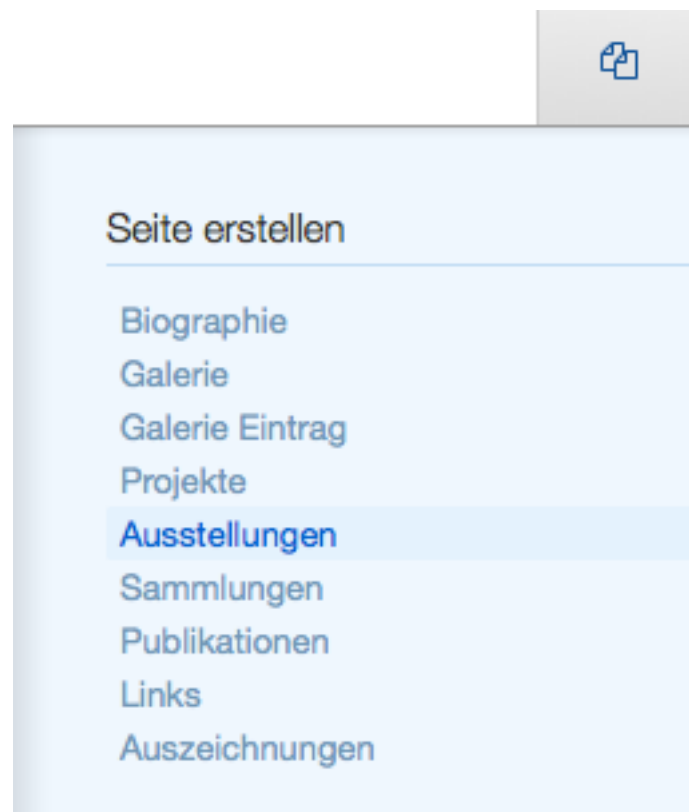 Seite erstellen
Biographie
Galerie
Galerie Eintrag
Projekte
Ausstellungen
Sammlungen
Publikationen
Links
Auszeichnungen